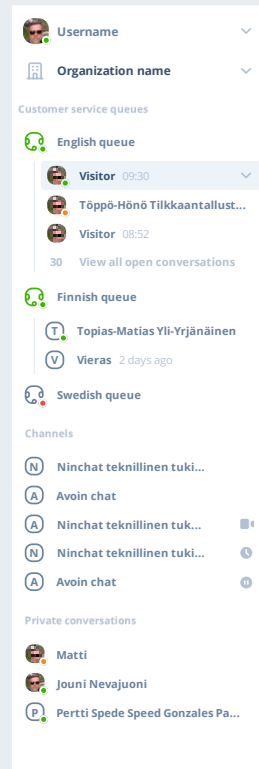 Username
Organization name
Customer service queues
English queue
Visitor 09:30
Töppö-Hönö Tilkkaantallust...
Visitor 08:52
30 View all open conversations
Finnish queue
T Topias-Matias Yli-Yrjänäinen
V Vieras 2 days ago
Swedish queue
Channels
N Ninchat teknillinen tuki...
A Avoin chat
A Ninchat teknillinen tuk...
N Ninchat teknillinen tuki...
A Avoin chat
Private conversations
Matti
Jouni Nevajuoni
P Pertti Spede Speed Gonzales Pa...